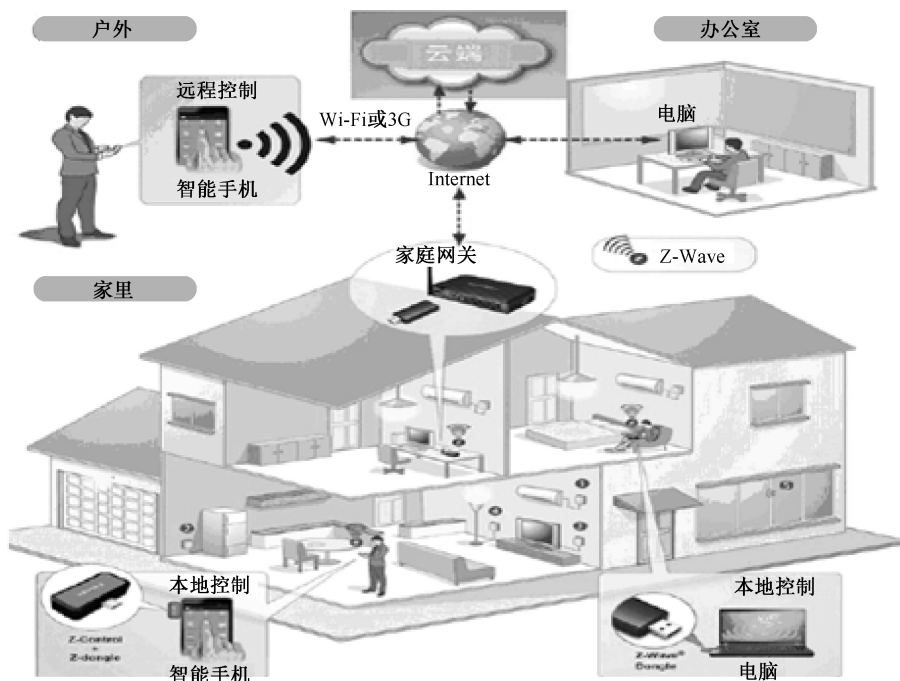 户外
云端
办公室
远程控制
Wi-Fi或3G
电脑
智能手机
Internet
家庭网关
Z-Wave
家里
本地控制
Z-Control
+
Z-dongle
智能手机
本地控制
Z-Wave®
Dongle
电脑